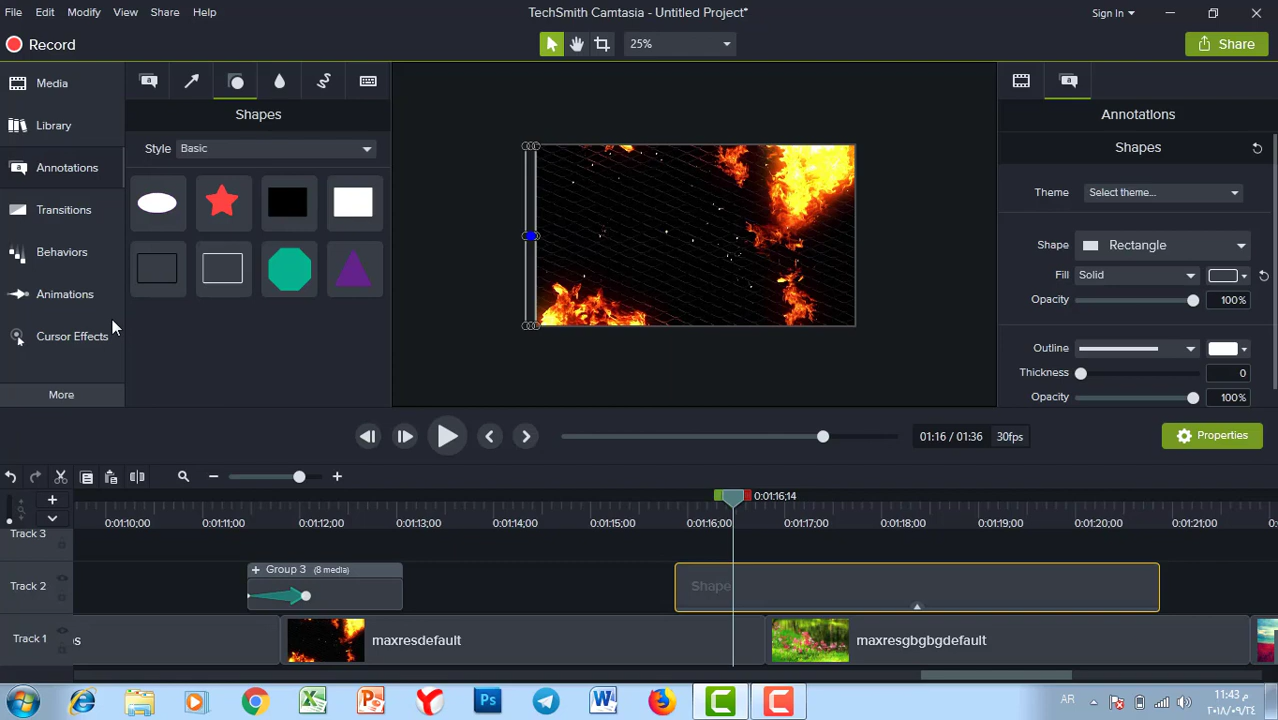 File Edit Modify View Share Help TechSmith Camtasia - Untitled Project* Sign In
Record 25% Share
Media
Library
Annotations
Transitions
Behaviors
Animations
Cursor Effects
More
Shapes
Style Basic
Annotations
Shapes
Theme Select theme...
Shape Rectangle
Fill Solid
Opacity 100%
Outline
Thickness 0
Opacity 100%
01:16 / 01:36 30fps Properties
0:01:16;14
0:01:10;00 0:01:11;00 0:01:12;00 0:01:13;00 0:01:14;00 0:01:15;00 0:01:16;00 0:01:17;00 0:01:18;00 0:01:19;00 0:01:20;00 0:01:21;00
Track 3
Track 2 Group 3 (8 media) Shape
Track 1 maxresdefault maxresgbgbgdefault
AR
11:43 م
٢٠١٨/٠٩/٢٤